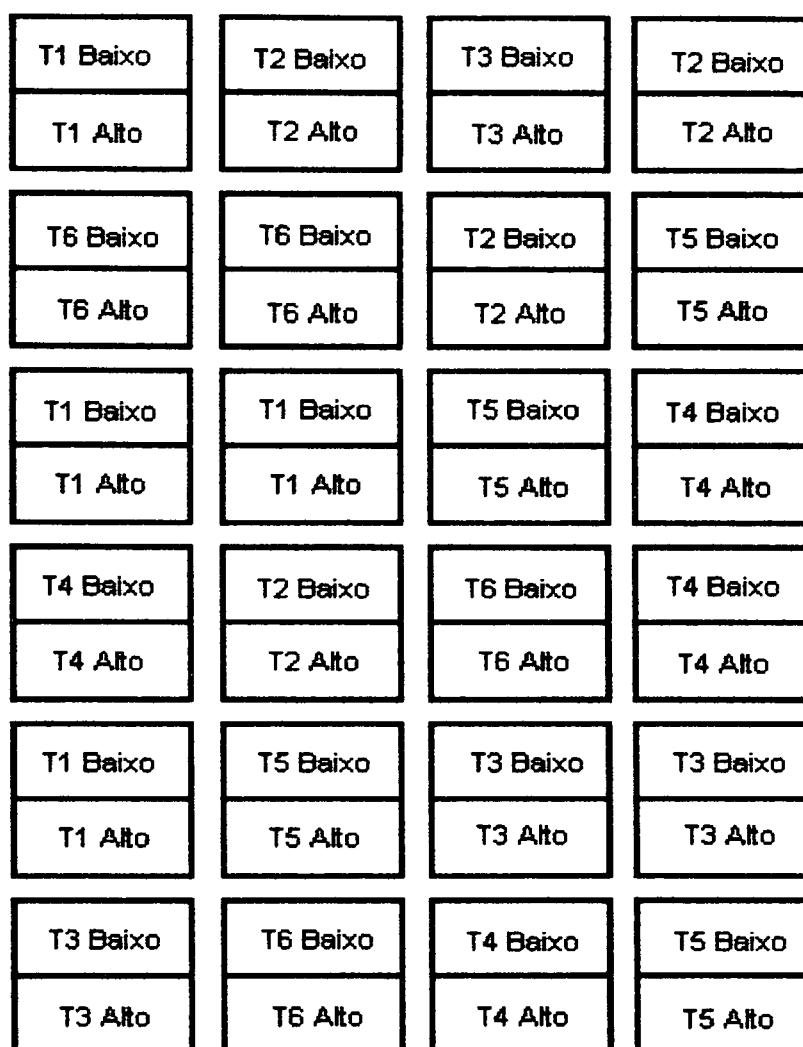 T1 Baixo T2 Baixo T3 Baixo T2 Baixo
T1 Alto T2 Alto T3 Alto T2 Alto
T6 Baixo T6 Baixo T2 Baixo T5 Baixo
T6 Alto T6 Alto T2 Alto T5 Alto
T1 Baixo T1 Baixo T5 Baixo T4 Baixo
T1 Alto T1 Alto T5 Alto T4 Alto
T4 Baixo T2 Baixo T6 Baixo T4 Baixo
T4 Alto T2 Alto T6 Alto T4 Alto
T1 Baixo T5 Baixo T3 Baixo T3 Baixo
T1 Alto T5 Alto T3 Alto T3 Alto
T3 Baixo T6 Baixo T4 Baixo T5 Baixo
T3 Alto T6 Alto T4 Alto T5 Alto